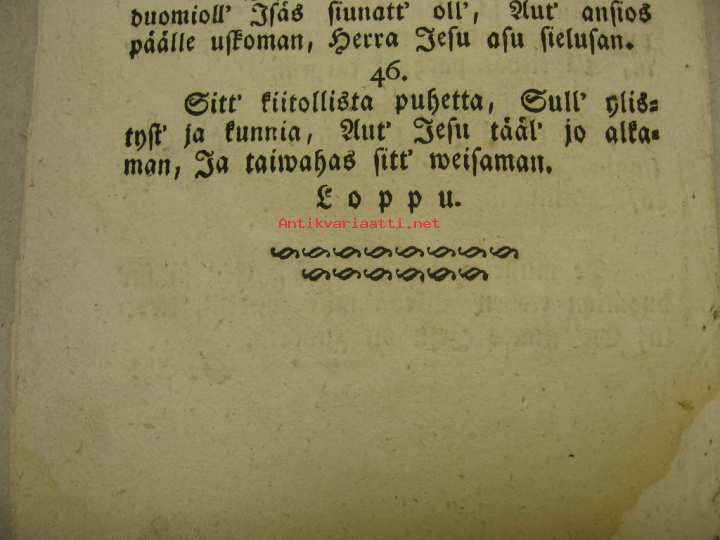 duomioll' Isäs siunatt' oll', Aut' ansios
päälle uskoman, Herra Jesu asu sielusan.
46.
Sitt' kiitollista puhetta, Sull' ylis=
tyst' ja kunnia, Aut' Jesu tääl' jo alka=
man, Ja taiwahas sitt' weisaman.
Loppu.
Antikvariaatti.net